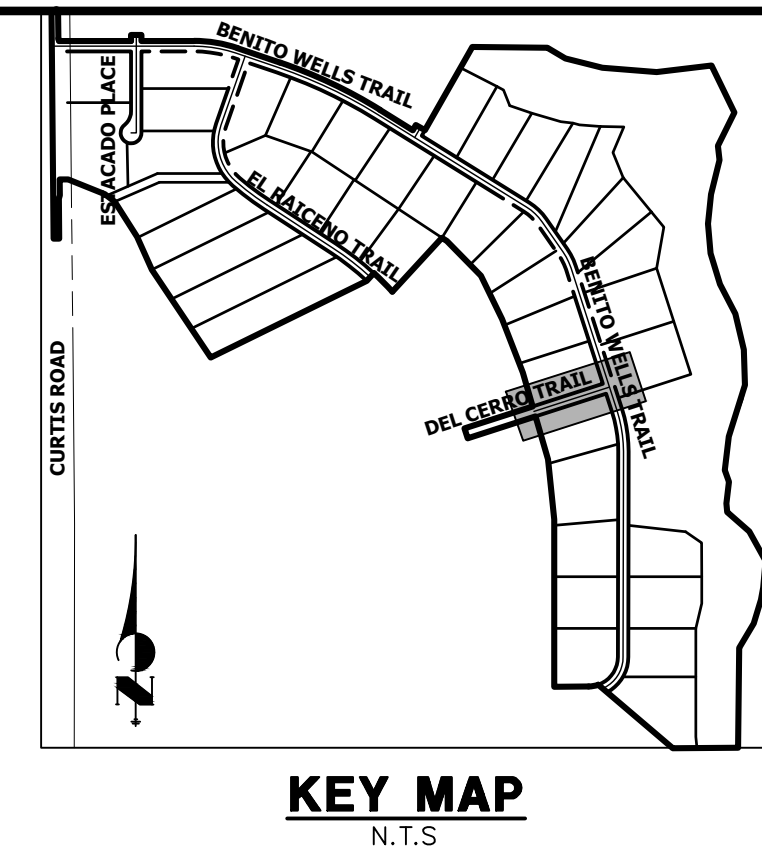 BENITO WELLS TRAIL
ESTACADO PLACE
EL RAICENO TRAIL
BENITO WELLS TRAIL
CURTIS ROAD
DEL CERRO TRAIL
N
KEY MAP
N.T.S